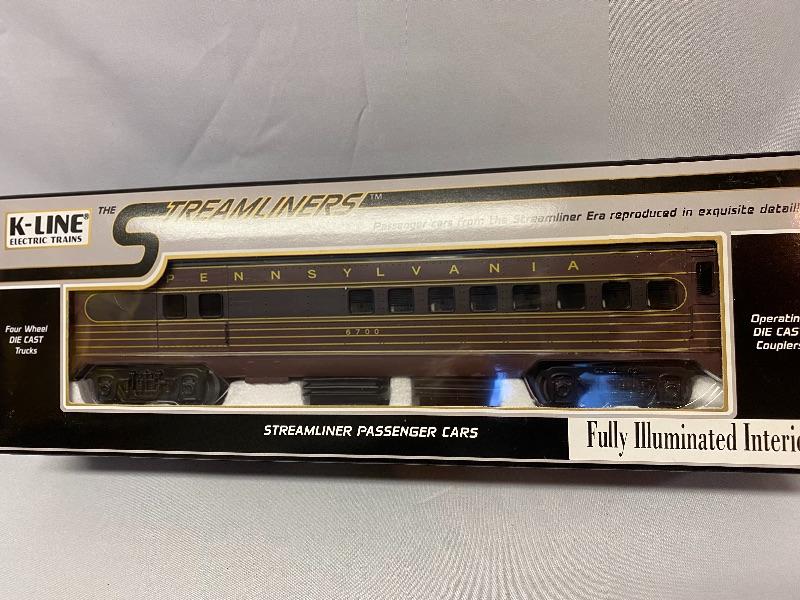 K-LINE®
ELECTRIC TRAINS
THE STREAMLINERS™
Passenger cars from the Streamliner Era reproduced in exquisite detail
PENNSYLVANIA
6700
Four Wheel
DIE CAST
Trucks
Operatin
DIE CAS
Couplers
STREAMLINER PASSENGER CARS
Fully Illuminated Interio